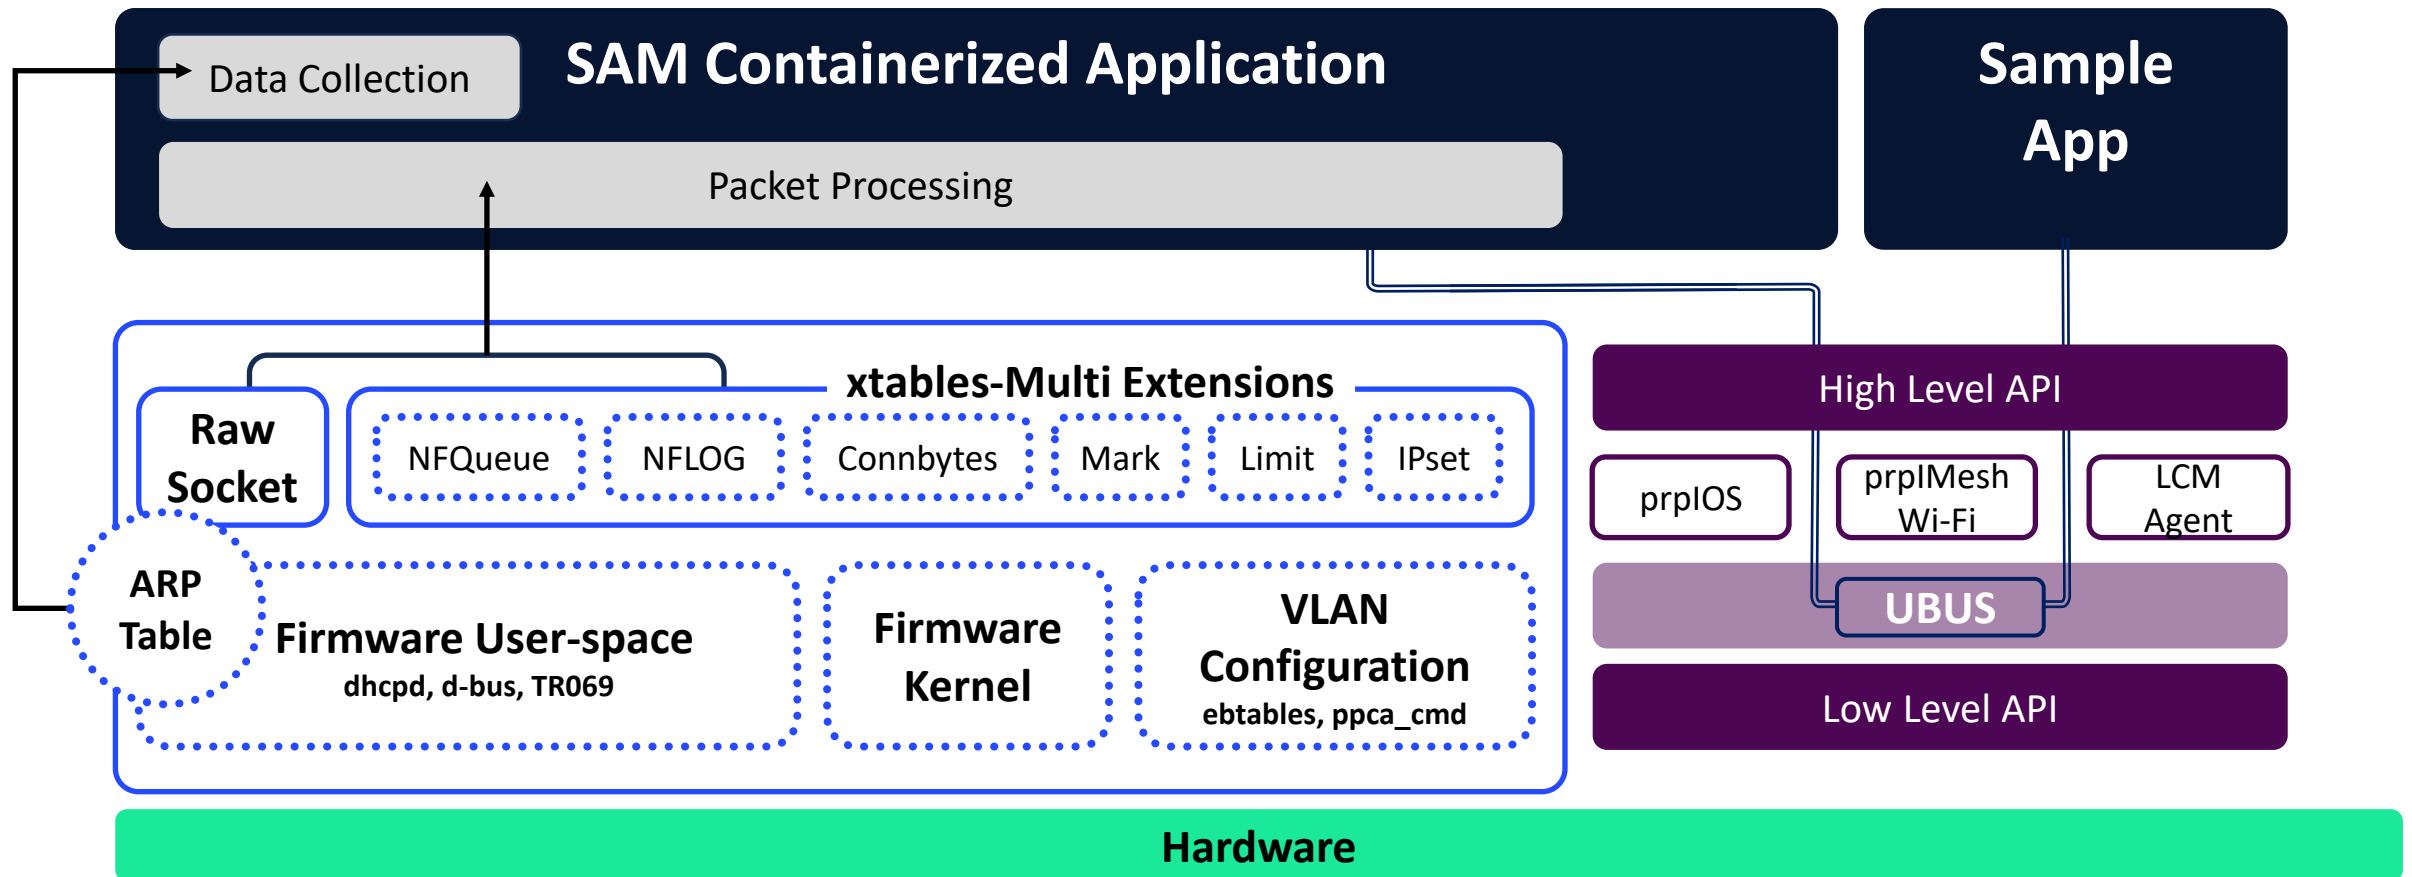 SAM Containerized Application
Data Collection
Packet Processing
Sample
App
xtables-Multi Extensions
Raw
Socket
NFQueue
NFLOG
Connbytes
Mark
Limit
IPset
ARP
Table
Firmware User-space
dhcpd, d-bus, TR069
Firmware
Kernel
VLAN
Configuration
ebtables, ppca_cmd
High Level API
prpIOS
prpIMesh
Wi-Fi
LCM
Agent
UBUS
Low Level API
Hardware